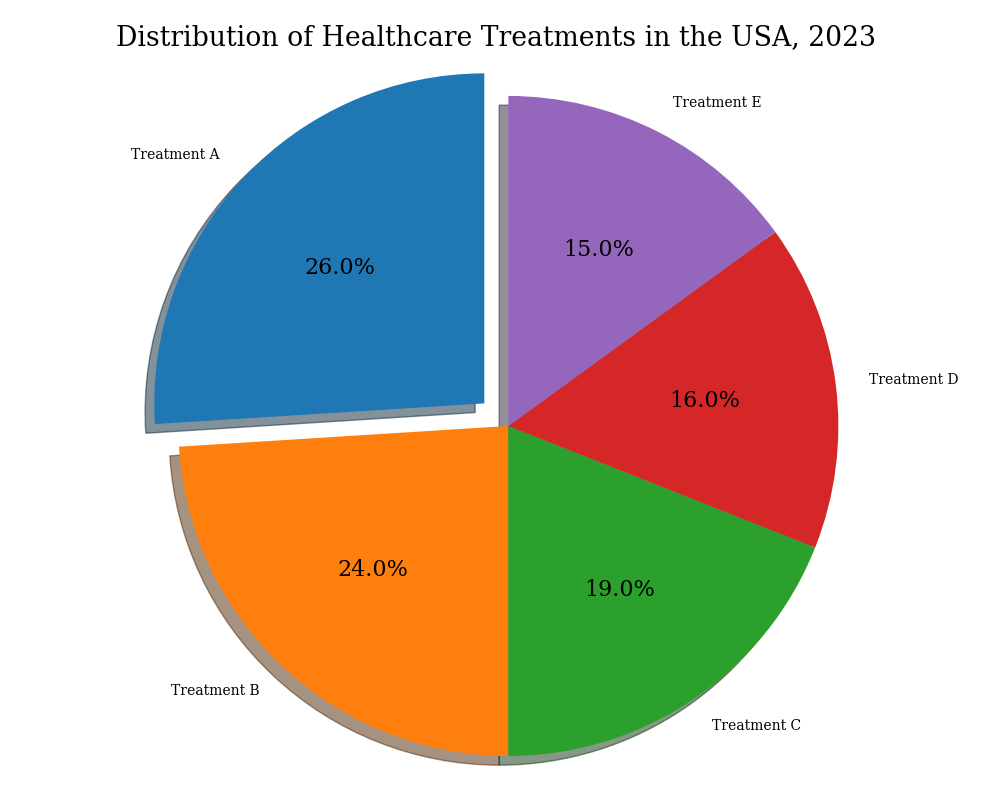 Distribution of Healthcare Treatments in the USA, 2023
Treatment E
Treatment A
15.0%
26.0%
Treatment D
16.0%
24.0%
19.0%
Treatment B
Treatment C